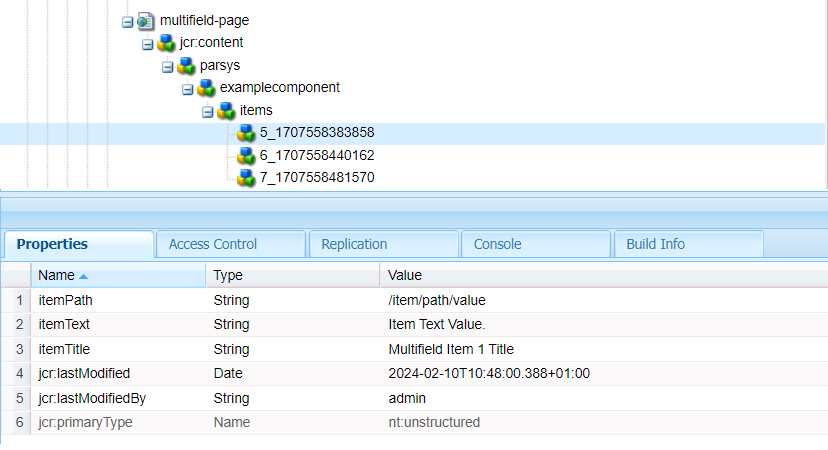 multifield-page
jcr:content
parsys
examplecomponent
items
5_1707558383858
6_1707558440162
7_1707558481570
Properties Access Control Replication Console Build Info
Name Type Value
1 itemPath String /item/path/value
2 itemText String Item Text Value.
3 itemTitle String Multifield Item 1 Title
4 jcr:lastModified Date 2024-02-10T10:48:00.388+01:00
5 jcr:lastModifiedBy String admin
6 jcr:primaryType Name nt:unstructured